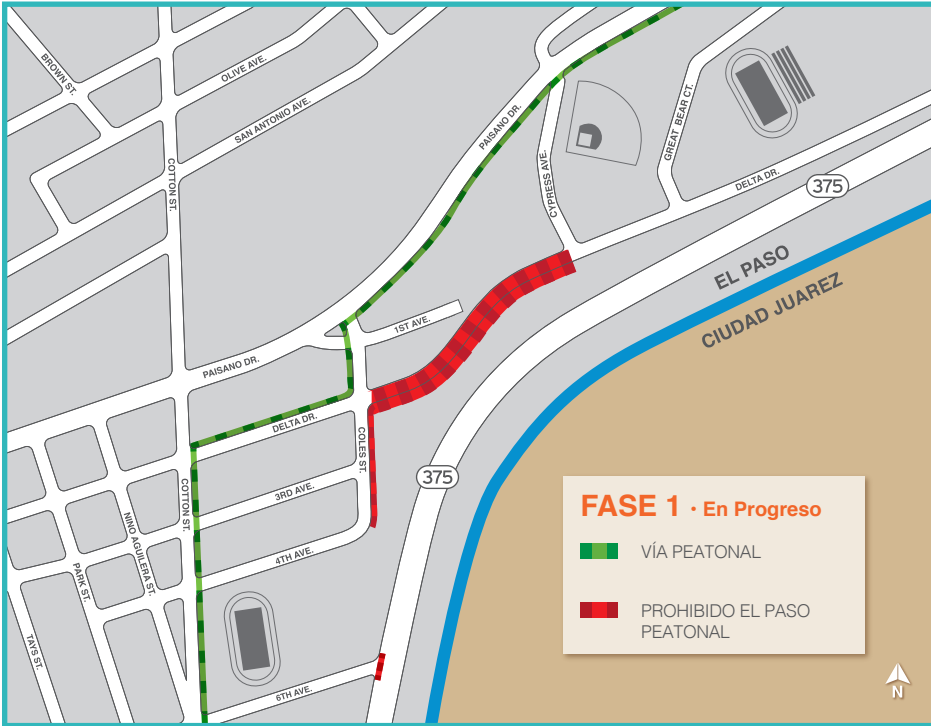 BROWN ST.
OLIVE AVE.
SAN ANTONIO AVE.
COTTON ST.
PAISANO DR.
CYPRESS AVE.
GREAT BEAR CT.
DELTA DR.
375
EL PASO
CIUDAD JUAREZ
1ST AVE.
PAISANO DR.
DELTA DR.
COLES ST.
375
3RD AVE.
COTTON ST.
NINO AGUILERA ST.
4TH AVE.
PARK ST.
TAYS ST.
6TH AVE.
FASE 1 · En Progreso
VÍA PEATONAL
PROHIBIDO EL PASO
PEATONAL
N